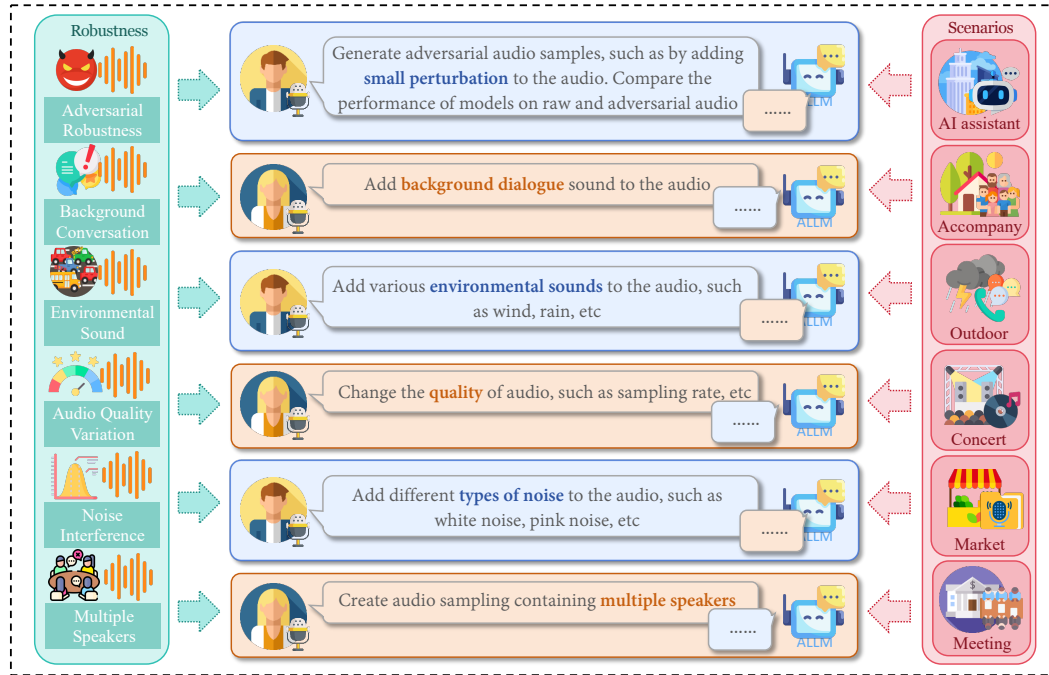 Robustness
Adversarial
Robustness
Generate adversarial audio samples, such as by adding
small perturbation to the audio. Compare the
performance of models on raw and adversarial audio
......
ALLM
Scenarios
AI assistant
Background
Conversation
Add background dialogue sound to the audio
......
ALLM
Accompany
Environmental
Sound
Add various environmental sounds to the audio, such
as wind, rain, etc
......
ALLM
Outdoor
Audio Quality
Variation
Change the quality of audio, such as sampling rate, etc
......
ALLM
Concert
Noise
Interference
Add different types of noise to the audio, such as
white noise, pink noise, etc
......
ALLM
Market
Multiple
Speakers
Create audio sampling containing multiple speakers
......
ALLM
Meeting